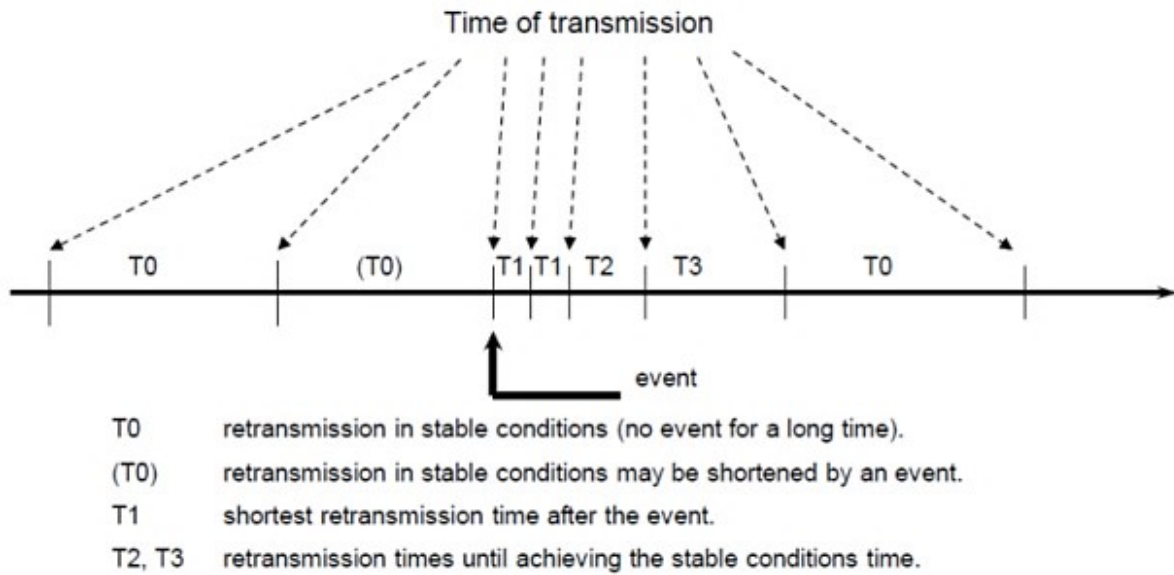 Time of transmission
T0 (T0) T1 T1 T2 T3 T0
event
T0 retransmission in stable conditions (no event for a long time).
(T0) retransmission in stable conditions may be shortened by an event.
T1 shortest retransmission time after the event.
T2, T3 retransmission times until achieving the stable conditions time.